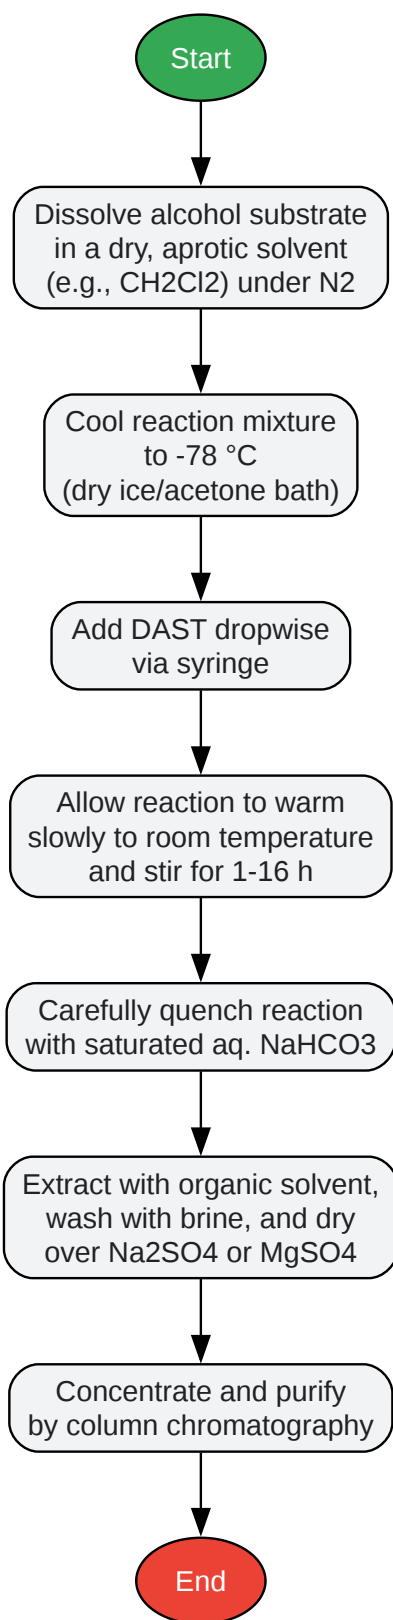 Start
Dissolve alcohol substrate
in a dry, aprotic solvent
(e.g., CH2Cl2) under N2
Cool reaction mixture
to -78 °C
(dry ice/acetone bath)
Add DAST dropwise
via syringe
Allow reaction to warm
slowly to room temperature
and stir for 1-16 h
Carefully quench reaction
with saturated aq. NaHCO3
Extract with organic solvent,
wash with brine, and dry
over Na2SO4 or MgSO4
Concentrate and purify
by column chromatography
End